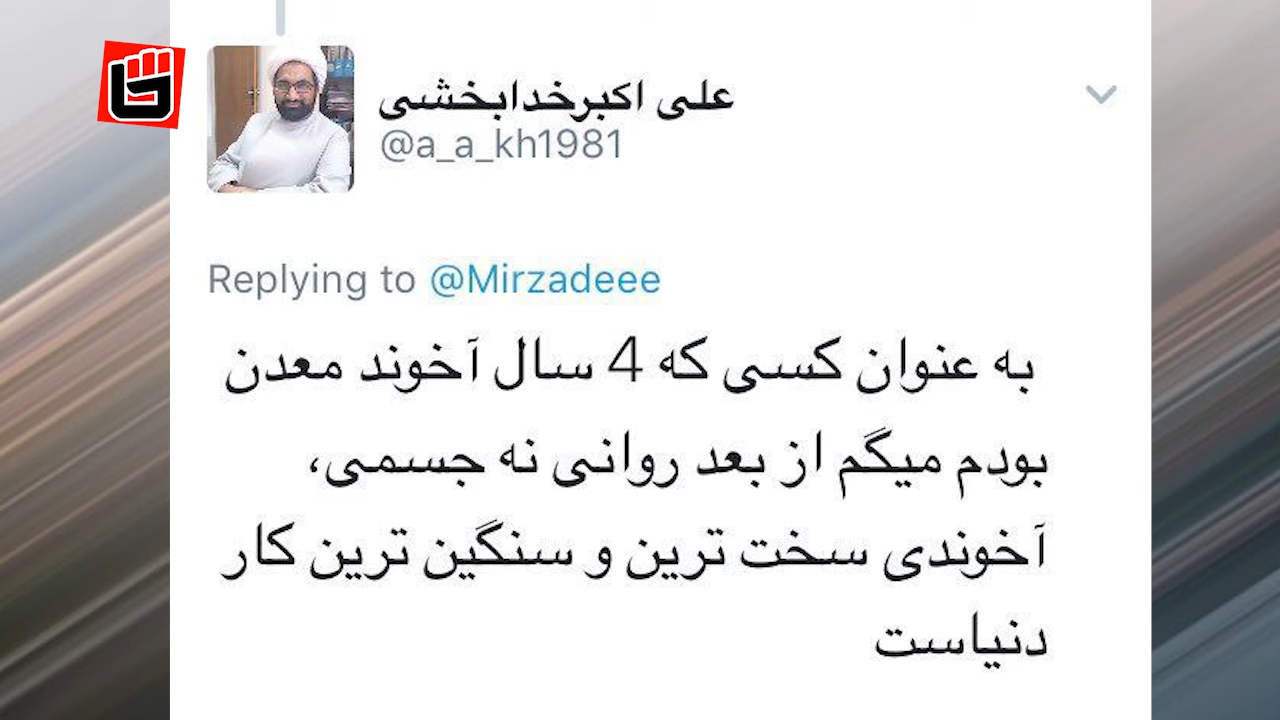 علی اکبرخدابخشی
@a_a_kh1981
Replying to @Mirzadeee
به عنوان کسی که 4 سال آخوند معدن
بودم میگم از بعد روانی نه جسمی،
آخوندی سخت ترین و سنگین ترین کار
دنیاست